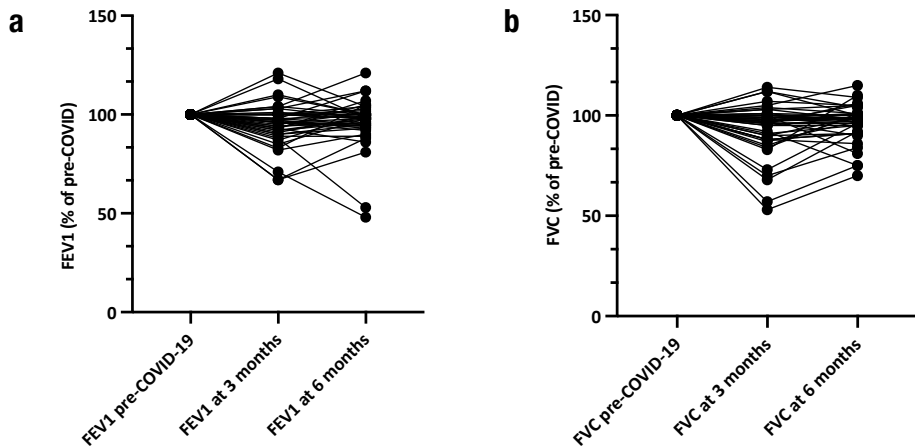 a
150
100
50
0
FEV1 (% of pre-COVID)
FEV1 pre-COVID-19
FEV1 at 3 months
FEV1 at 6 months
b
150
100
50
0
FVC (% of pre-COVID)
FVC pre-COVID-19
FVC at 3 months
FVC at 6 months